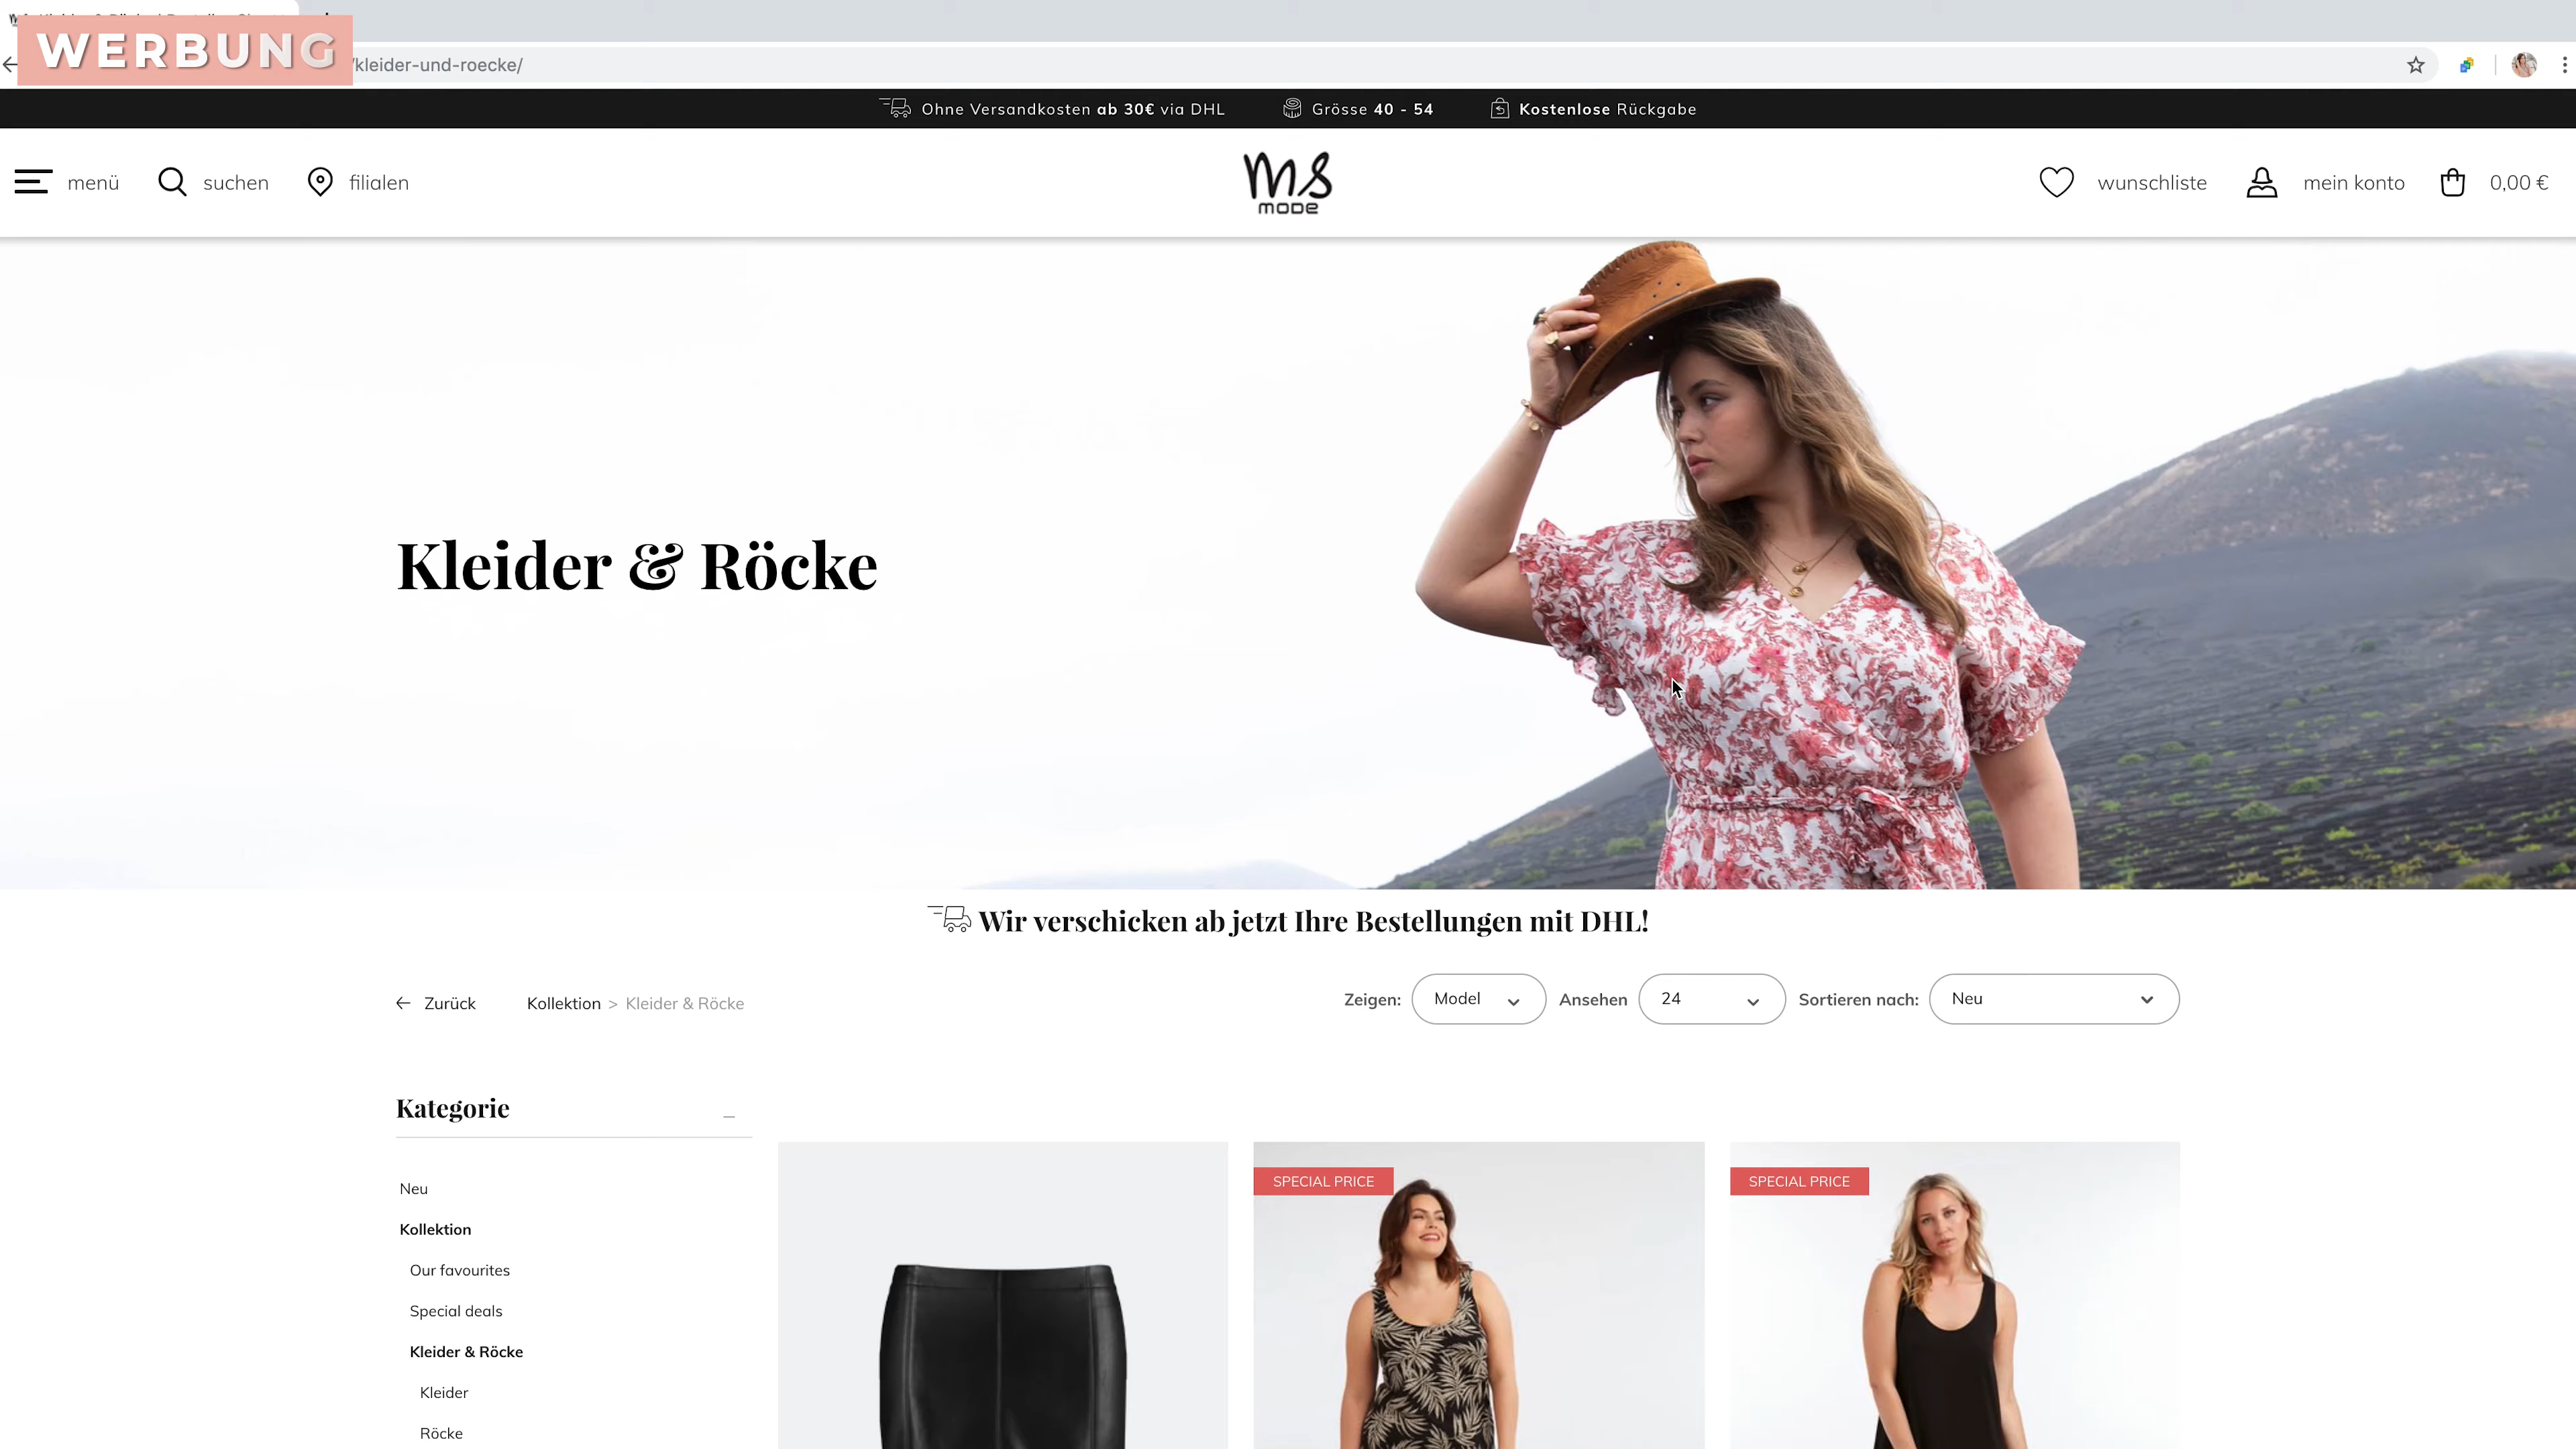 WERBUNG
/kleider-und-roecke/
Ohne Versandkosten ab 30€ via DHL
Grösse 40 - 54
Kostenlose Rückgabe
menü
suchen
filialen
ms
MODE
wunschliste
mein konto
0,00 €
Kleider & Röcke
Wir verschicken ab jetzt Ihre Bestellungen mit DHL!
Zurück
Kollektion > Kleider & Röcke
Zeigen: Model
Ansehen 24
Sortieren nach: Neu
Kategorie
SPECIAL PRICE
SPECIAL PRICE
Neu
Kollektion
Our favourites
Special deals
Kleider & Röcke
Kleider
Röcke